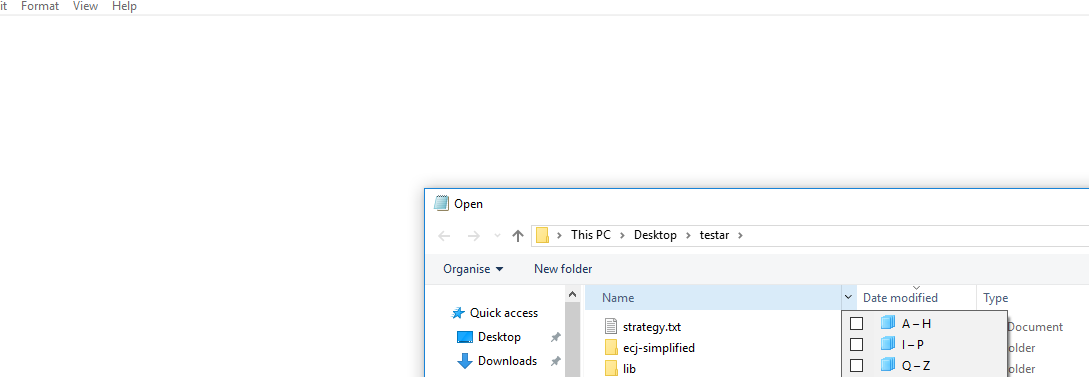 it Format View Help
Open
This PC Desktop testar
Organise New folder
Name Date modified Type
Quick access
Desktop
Downloads
strategy.txt Document
ecj-simplified older
lib older
A – H
I – P
Q – Z